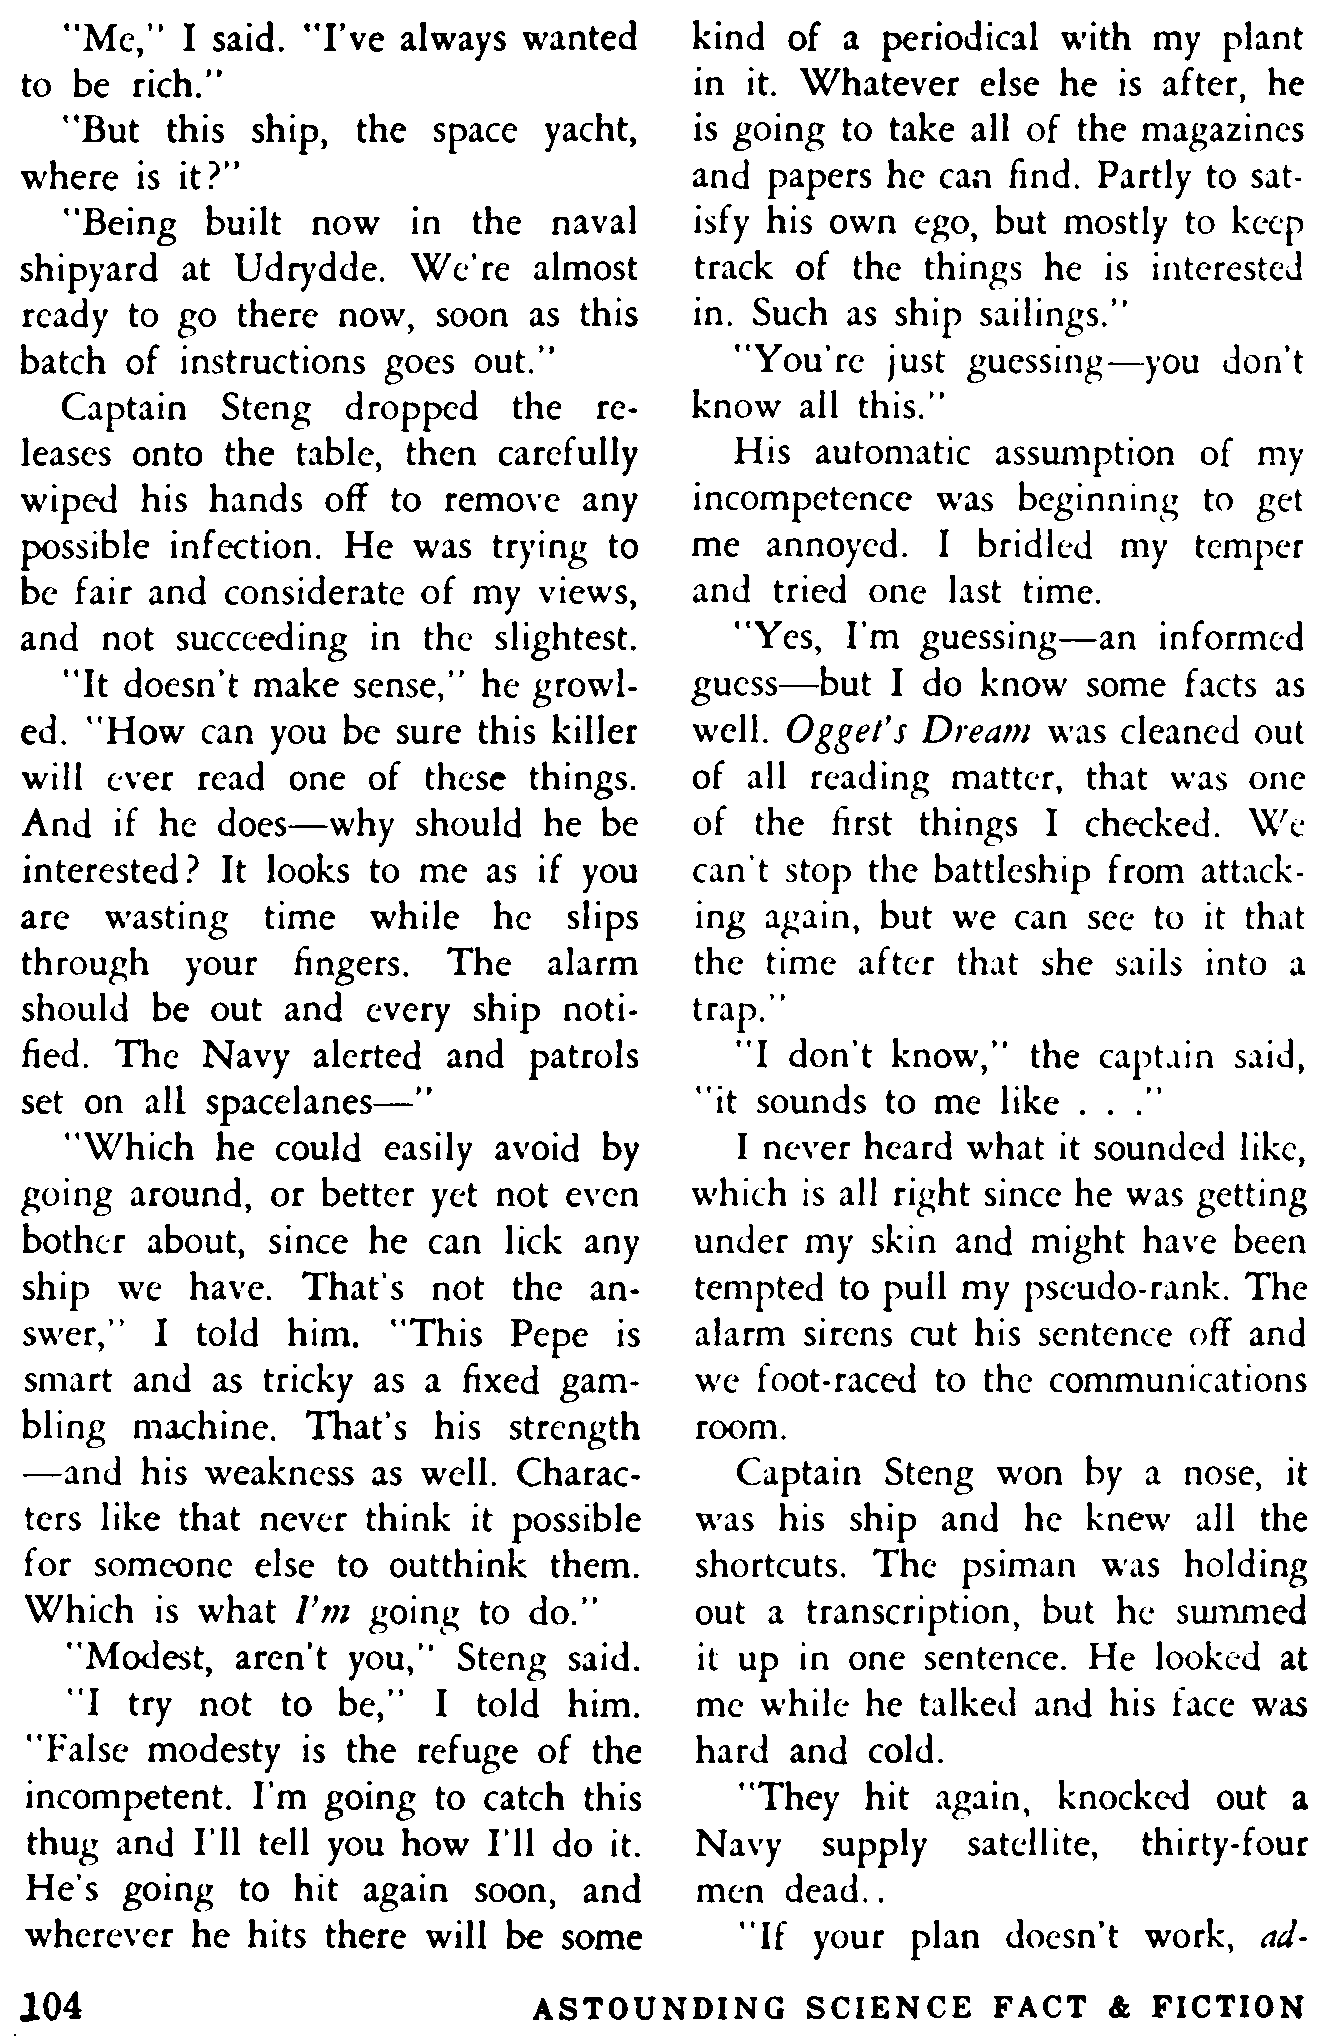 "Me," I said. "I've always wanted
to be rich."
"But this ship, the space yacht,
where is it?"
"Being built now in the naval
shipyard at Udrydde. We're almost
ready to go there now, soon as this
batch of instructions goes out."
Captain Steng dropped the re-
leases onto the table, then carefully
wiped his hands off to remove any
possible infection. He was trying to
be fair and considerate of my views,
and not succeeding in the slightest.
"It doesn't make sense," he growl-
ed. "How can you be sure this killer
will ever read one of these things.
And if he does—why should he be
interested? It looks to me as if you
are wasting time while he slips
through your fingers. The alarm
should be out and every ship noti-
fied. The Navy alerted and patrols
set on all spacelanes—"
"Which he could easily avoid by
going around, or better yet not even
bother about, since he can lick any
ship we have. That's not the an-
swer," I told him. "This Pepe is
smart and as tricky as a fixed gam-
bling machine. That's his strength
—and his weakness as well. Charac-
ters like that never think it possible
for someone else to outthink them.
Which is what I'm going to do."
"Modest, aren't you," Steng said.
"I try not to be," I told him.
"False modesty is the refuge of the
incompetent. I'm going to catch this
thug and I'll tell you how I'll do it.
He's going to hit again soon, and
wherever he hits there will be some
kind of a periodical with my plant
in it. Whatever else he is after, he
is going to take all of the magazines
and papers he can find. Partly to sat-
isfy his own ego, but mostly to keep
track of the things he is interested
in. Such as ship sailings."
"You're just guessing—you don't
know all this."
His automatic assumption of my
incompetence was beginning to get
me annoyed. I bridled my temper
and tried one last time.
"Yes, I'm guessing—an informed
guess—but I do know some facts as
well. Ogget's Dream was cleaned out
of all reading matter, that was one
of the first things I checked. We
can't stop the battleship from attack-
ing again, but we can see to it that
the time after that she sails into a
trap."
"I don't know," the captain said,
"it sounds to me like . . ."
I never heard what it sounded like,
which is all right since he was getting
under my skin and might have been
tempted to pull my pseudo-rank. The
alarm sirens cut his sentence off and
we foot-raced to the communications
room.
Captain Steng won by a nose, it
was his ship and he knew all the
shortcuts. The psiman was holding
out a transcription, but he summed
it up in one sentence. He looked at
me while he talked and his face was
hard and cold.
"They hit again, knocked out a
Navy supply satellite, thirty-four
men dead..
"If your plan doesn't work, ad-
104 ASTOUNDING SCIENCE FACT & FICTION